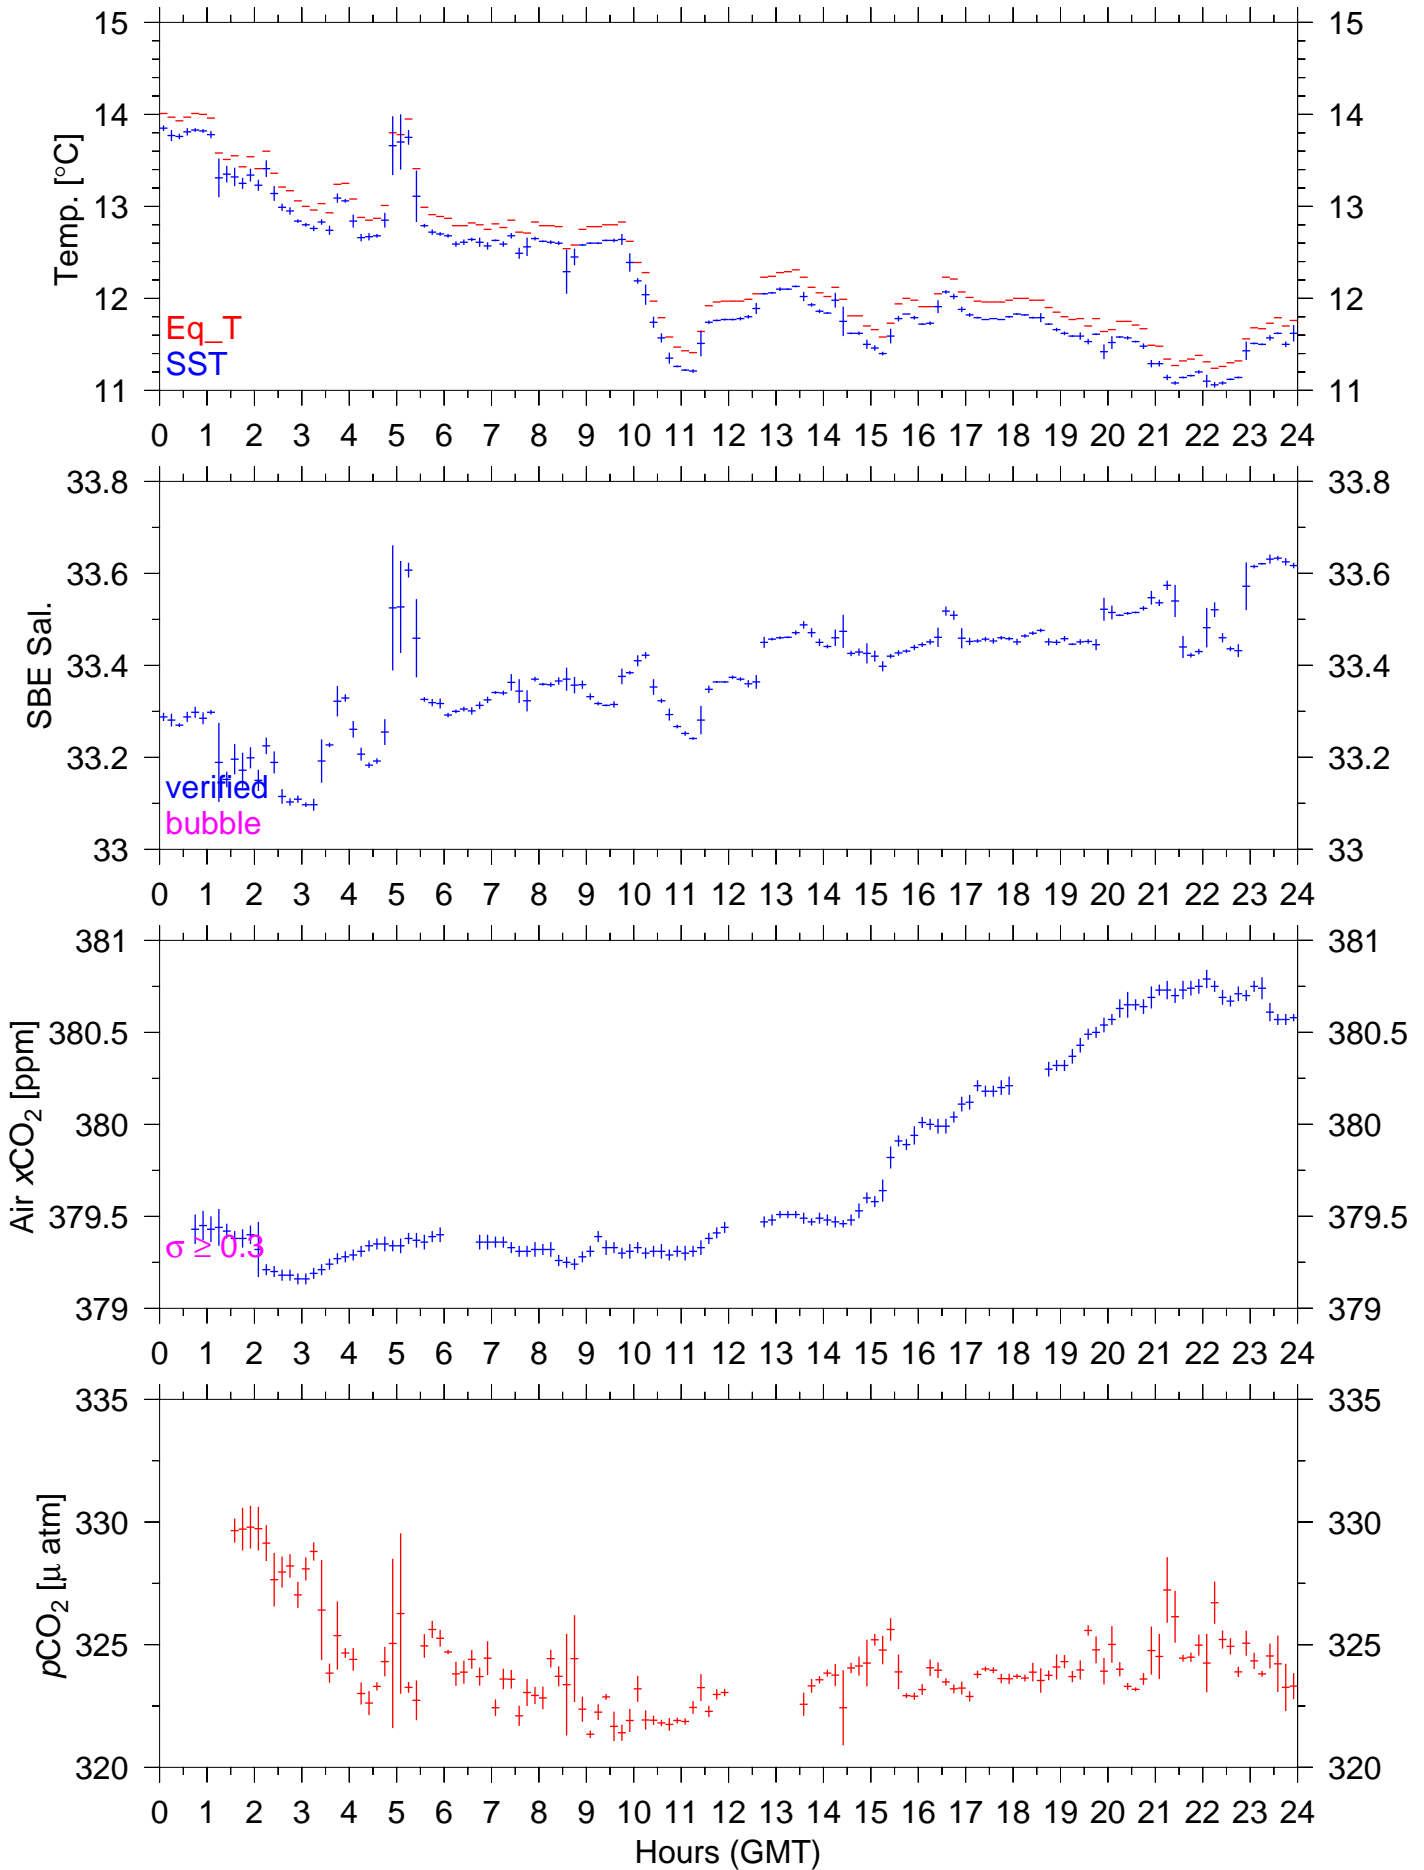 15 15
14 14
13 13
12 12
11 11
Temp. [°C]
Eq_T
SST
0 1 2 3 4 5 6 7 8 9 10 11 12 13 14 15 16 17 18 19 20 21 22 23 24
33.8 33.8
33.6 33.6
33.4 33.4
33.2 33.2
33 33
SBE Sal.
verified
bubble
0 1 2 3 4 5 6 7 8 9 10 11 12 13 14 15 16 17 18 19 20 21 22 23 24
381 381
380.5 380.5
380 380
379.5 379.5
379 379
Air xCO₂ [ppm]
σ ≥ 0.3
0 1 2 3 4 5 6 7 8 9 10 11 12 13 14 15 16 17 18 19 20 21 22 23 24
335 335
330 330
325 325
320 320
pCO₂ [μ atm]
0 1 2 3 4 5 6 7 8 9 10 11 12 13 14 15 16 17 18 19 20 21 22 23 24
Hours (GMT)